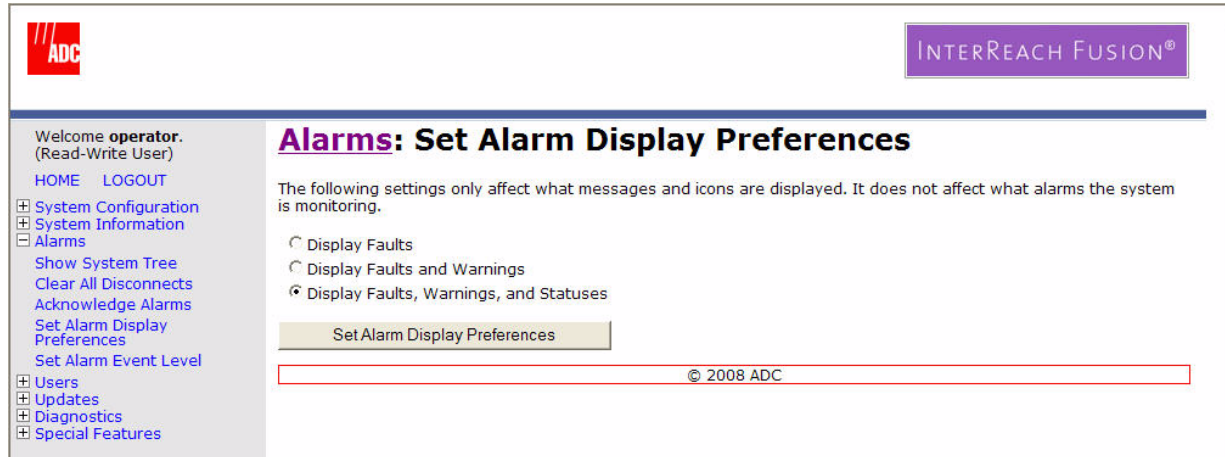 ADC
INTERREACH FUSION®
Welcome operator.
(Read-Write User)
HOME LOGOUT
System Configuration
System Information
Alarms
Show System Tree
Clear All Disconnects
Acknowledge Alarms
Set Alarm Display
Preferences
Set Alarm Event Level
Users
Updates
Diagnostics
Special Features
Alarms: Set Alarm Display Preferences
The following settings only affect what messages and icons are displayed. It does not affect what alarms the system
is monitoring.
Display Faults
Display Faults and Warnings
Display Faults, Warnings, and Statuses
Set Alarm Display Preferences
© 2008 ADC